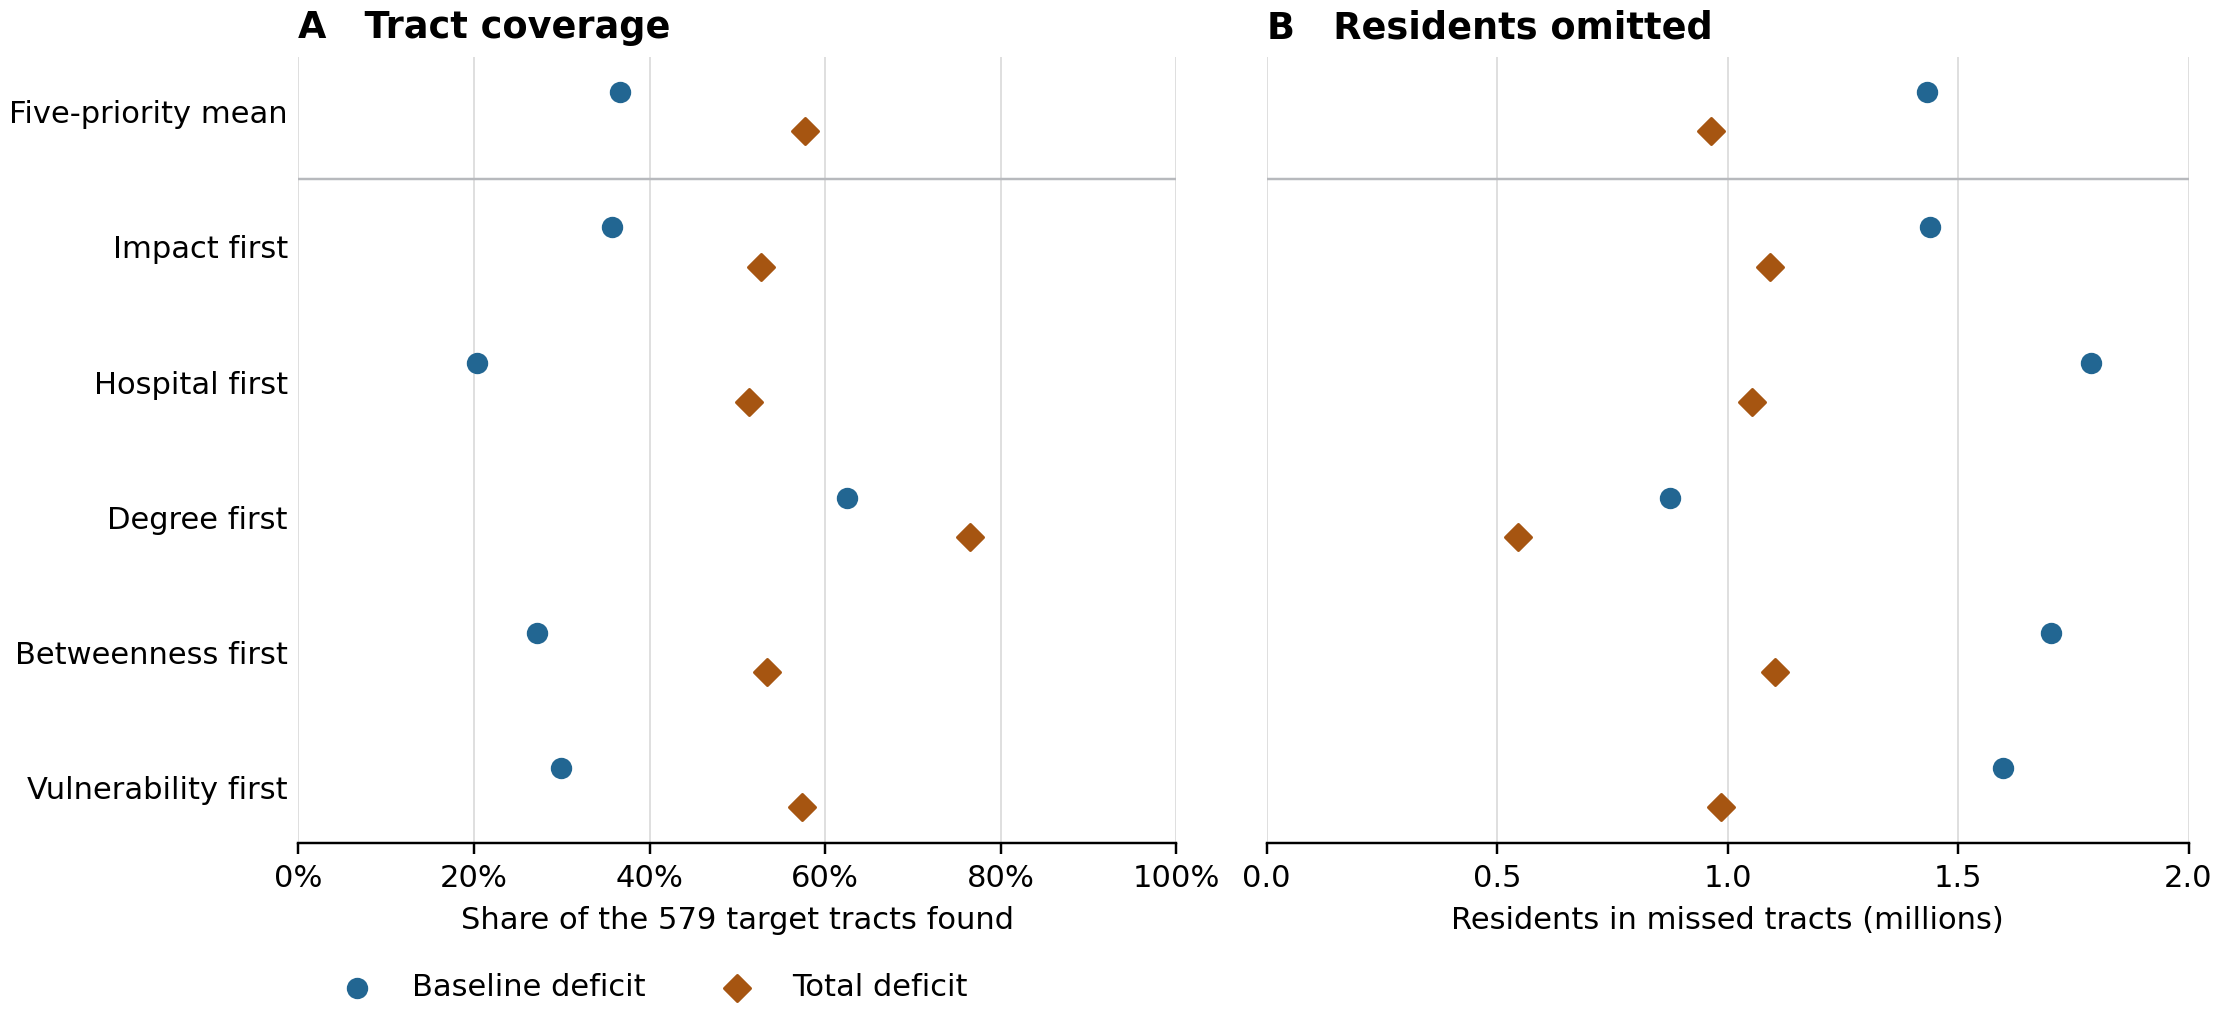 A Tract coverage
B Residents omitted
Five-priority mean
Impact first
Hospital first
Degree first
Betweenness first
Vulnerability first
0% 20% 40% 60% 80% 100%
0.0 0.5 1.0 1.5 2.0
Share of the 579 target tracts found
Residents in missed tracts (millions)
Baseline deficit
Total deficit